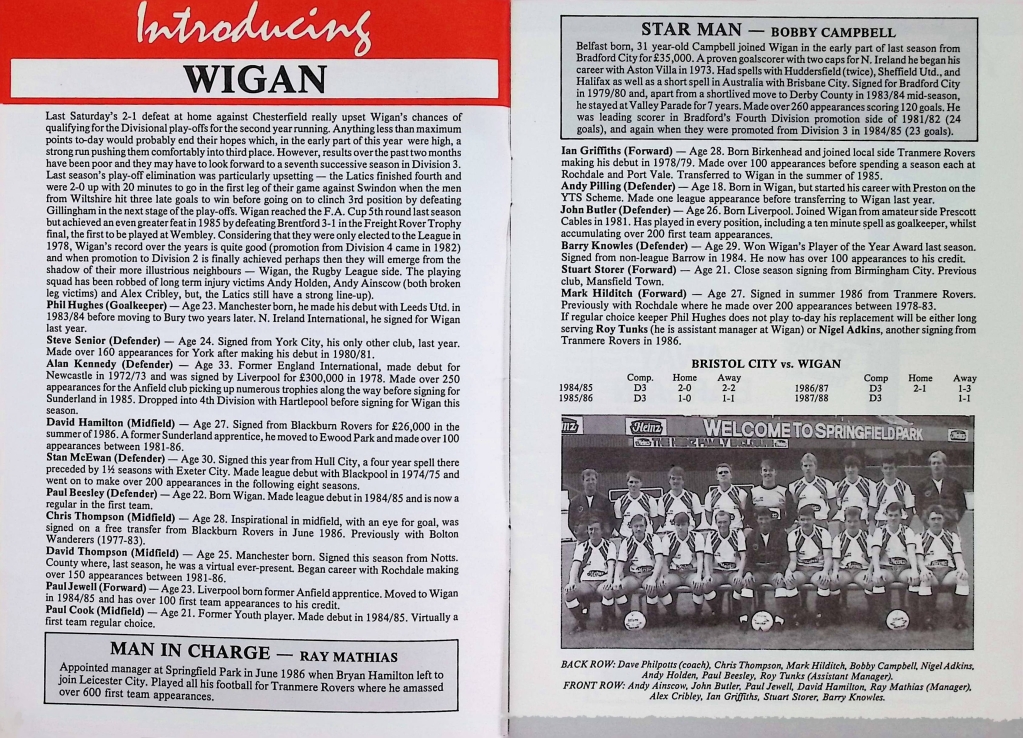 Introducing
WIGAN
Last Saturday's 2-1 defeat at home against Chesterfield really upset Wigan's chances of
qualifying for the Divisional play-offs for the second year running. Anything less than maximum
points to-day would probably end their hopes which, in the early part of this year were high, a
strong run pushing them comfortably into third place. However, results over the past two months
have been poor and they may have to look forward to a seventh successive season in Division 3.
Last season's play-off elimination was particularly upsetting — the Latics finished fourth and
were 2-0 up with 20 minutes to go in the first leg of their game against Swindon when the men
from Wiltshire hit three late goals to win before going on to clinch 3rd position by defeating
Gillingham in the next stage of the play-offs. Wigan reached the F.A. Cup 5th round last season
but achieved an even greater feat in 1985 by defeating Brentford 3-1 in the Freight Rover Trophy
final, the first to be played at Wembley. Considering that they were only elected to the League in
1978, Wigan's record over the years is quite good (promotion from Division 4 came in 1982)
and when promotion to Division 2 is finally achieved perhaps then they will emerge from the
shadow of their more illustrious neighbours — Wigan, the Rugby League side. The playing
squad has been robbed of long term injury victims Andy Holden, Andy Ainscow (both broken
leg victims) and Alex Cribley, but, the Latics still have a strong line-up).
Phil Hughes (Goalkeeper) — Age 23. Manchester born, he made his debut with Leeds Utd. in
1983/84 before moving to Bury two years later. N. Ireland International, he signed for Wigan
last year.
Steve Senior (Defender) — Age 24. Signed from York City, his only other club, last year.
Made over 160 appearances for York after making his debut in 1980/81.
Alan Kennedy (Defender) — Age 33. Former England International, made debut for
Newcastle in 1972/73 and was signed by Liverpool for £300,000 in 1978. Made over 250
appearances for the Anfield club picking up numerous trophies along the way before signing for
Sunderland in 1985. Dropped into 4th Division with Hartlepool before signing for Wigan this
season.
David Hamilton (Midfield) — Age 27. Signed from Blackburn Rovers for £26,000 in the
summer of 1986. A former Sunderland apprentice, he moved to Ewood Park and made over 100
appearances between 1981-86.
Stan McEwan (Defender) — Age 30. Signed this year from Hull City, a four year spell there
preceded by 1½ seasons with Exeter City. Made league debut with Blackpool in 1974/75 and
went on to make over 200 appearances in the following eight seasons.
Paul Beesley (Defender) — Age 22. Born Wigan. Made league debut in 1984/85 and is now a
regular in the first team.
Chris Thompson (Midfield) — Age 28. Inspirational in midfield, with an eye for goal, was
signed on a free transfer from Blackburn Rovers in June 1986. Previously with Bolton
Wanderers (1977-83).
David Thompson (Midfield) — Age 25. Manchester born. Signed this season from Notts.
County where, last season, he was a virtual ever-present. Began career with Rochdale making
over 150 appearances between 1981-86.
Paul Jewell (Forward) — Age 23. Liverpool born former Anfield apprentice. Moved to Wigan
in 1984/85 and has over 100 first team appearances to his credit.
Paul Cook (Midfield) — Age 21. Former Youth player. Made debut in 1984/85. Virtually a
first team regular choice.
MAN IN CHARGE — RAY MATHIAS
Appointed manager at Springfield Park in June 1986 when Bryan Hamilton left to
join Leicester City. Played all his football for Tranmere Rovers where he amassed
over 600 first team appearances.
STAR MAN — BOBBY CAMPBELL
Belfast born, 31 year-old Campbell joined Wigan in the early part of last season from
Bradford City for £35,000. A proven goalscorer with two caps for N. Ireland he began his
career with Aston Villa in 1973. Had spells with Huddersfield (twice), Sheffield Utd., and
Halifax as well as a short spell in Australia with Brisbane City. Signed for Bradford City
in 1979/80 and, apart from a shortlived move to Derby County in 1983/84 mid-season,
he stayed at Valley Parade for 7 years. Made over 260 appearances scoring 120 goals. He
was leading scorer in Bradford's Fourth Division promotion side of 1981/82 (24
goals), and again when they were promoted from Division 3 in 1984/85 (23 goals).
Ian Griffiths (Forward) — Age 28. Born Birkenhead and joined local side Tranmere Rovers
making his debut in 1978/79. Made over 100 appearances before spending a season each at
Rochdale and Port Vale. Transferred to Wigan in the summer of 1985.
Andy Pilling (Defender) — Age 18. Born in Wigan, but started his career with Preston on the
YTS Scheme. Made one league appearance before transferring to Wigan last year.
John Butler (Defender) — Age 26. Born Liverpool. Joined Wigan from amateur side Prescot
Cables in 1981. Has played in every position, including a ten minute spell as goalkeeper, whilst
accumulating over 200 first team appearances.
Barry Knowles (Defender) — Age 29. Won Wigan's Player of the Year Award last season.
Signed from non-league Barrow in 1984. He now has over 100 appearances to his credit.
Stuart Storer (Forward) — Age 21. Close season signing from Birmingham City. Previous
club, Mansfield Town.
Mark Hilditch (Forward) — Age 27. Signed in summer 1986 from Tranmere Rovers.
Previously with Rochdale where he made over 200 appearances between 1978-83.
If regular choice keeper Phil Hughes does not play to-day his replacement will be either long
serving Roy Tunks (he is assistant manager at Wigan) or Nigel Adkins, another signing from
Tranmere Rovers in 1986.
BRISTOL CITY vs. WIGAN
Comp. Home Away Comp Home Away
1984/85 D3 2-0 2-2 1986/87 D3 2-1 1-3
1985/86 D3 1-0 1-1 1987/88 D3 1-1
Heinz WELCOME TO SPRINGFIELD PARK Heinz
THE HEINZ FAMILY
BACK ROW: Dave Philpotts (coach), Chris Thompson, Mark Hilditch, Bobby Campbell, Nigel Adkins,
Andy Holden, Paul Beesley, Roy Tunks (Assistant Manager).
FRONT ROW: Andy Ainscow, John Butler, Paul Jewell, David Hamilton, Ray Mathias (Manager),
Alex Cribley, Ian Griffiths, Stuart Storer, Barry Knowles.